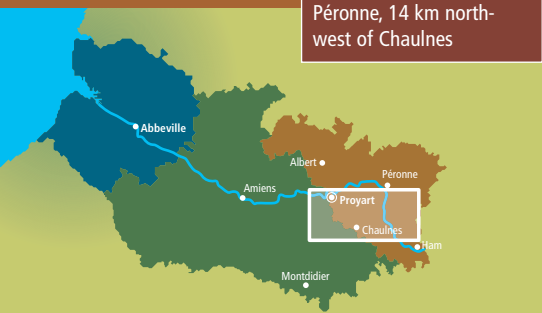 Péronne, 14 km north-
west of Chaulnes
Abbeville
Albert
Péronne
Amiens
Proyart
Chaulnes
Ham
Montdidier